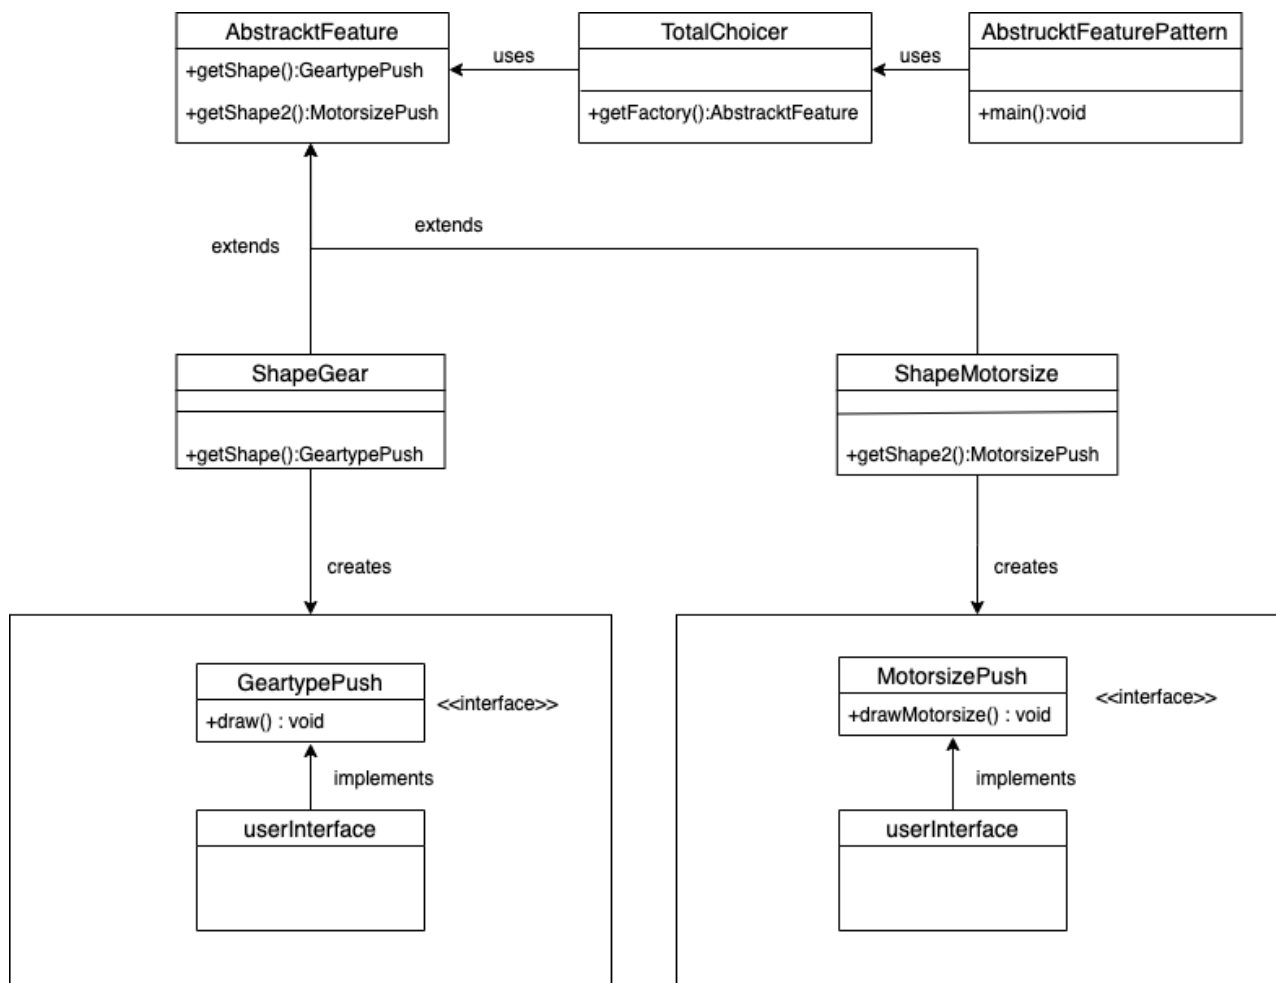 AbstracktFeature
+getShape():GeartypePush
+getShape2():MotorsizePush
uses
TotalChoicer
+getFactory():AbstracktFeature
uses
AbstrucktFeaturePattern
+main():void
extends
extends
ShapeGear
+getShape():GeartypePush
ShapeMotorsize
+getShape2():MotorsizePush
creates
creates
GeartypePush
+draw() : void
<<interface>>
implements
userInterface
MotorsizePush
+drawMotorsize() : void
<<interface>>
implements
userInterface